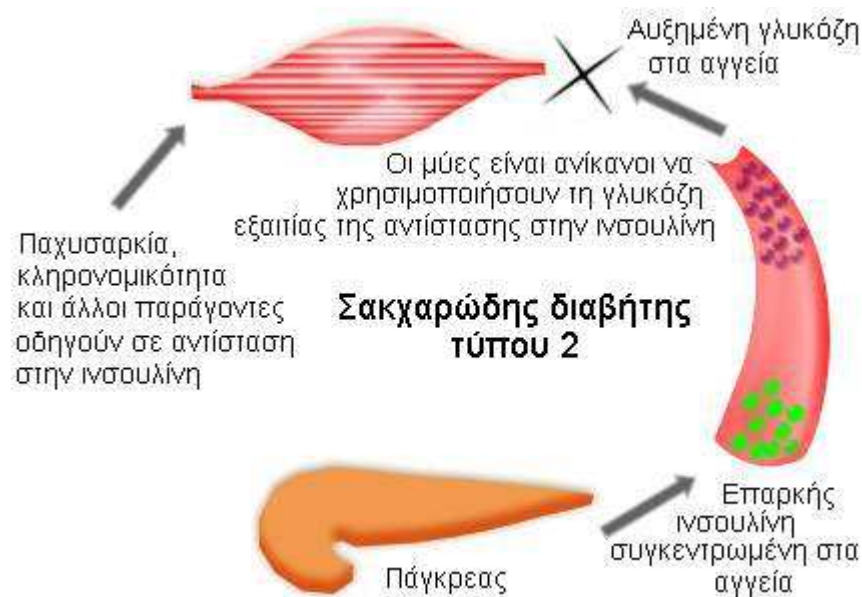 Αυξημένη γλυκόζη
στα αγγεία
Οι μύες είναι ανίκανοι να
χρησιμοποιήσουν τη γλυκόζη
εξαιτίας της αντίστασης στην ινσουλίνη
Παχυσαρκία,
κληρονομικότητα
και άλλοι παράγοντες
οδηγούν σε αντίσταση
στην ινσουλίνη
Σακχαρώδης διαβήτης
τύπου 2
Επαρκής
ινσουλίνη
συγκεντρωμένη στα
αγγεία
Πάγκρεας